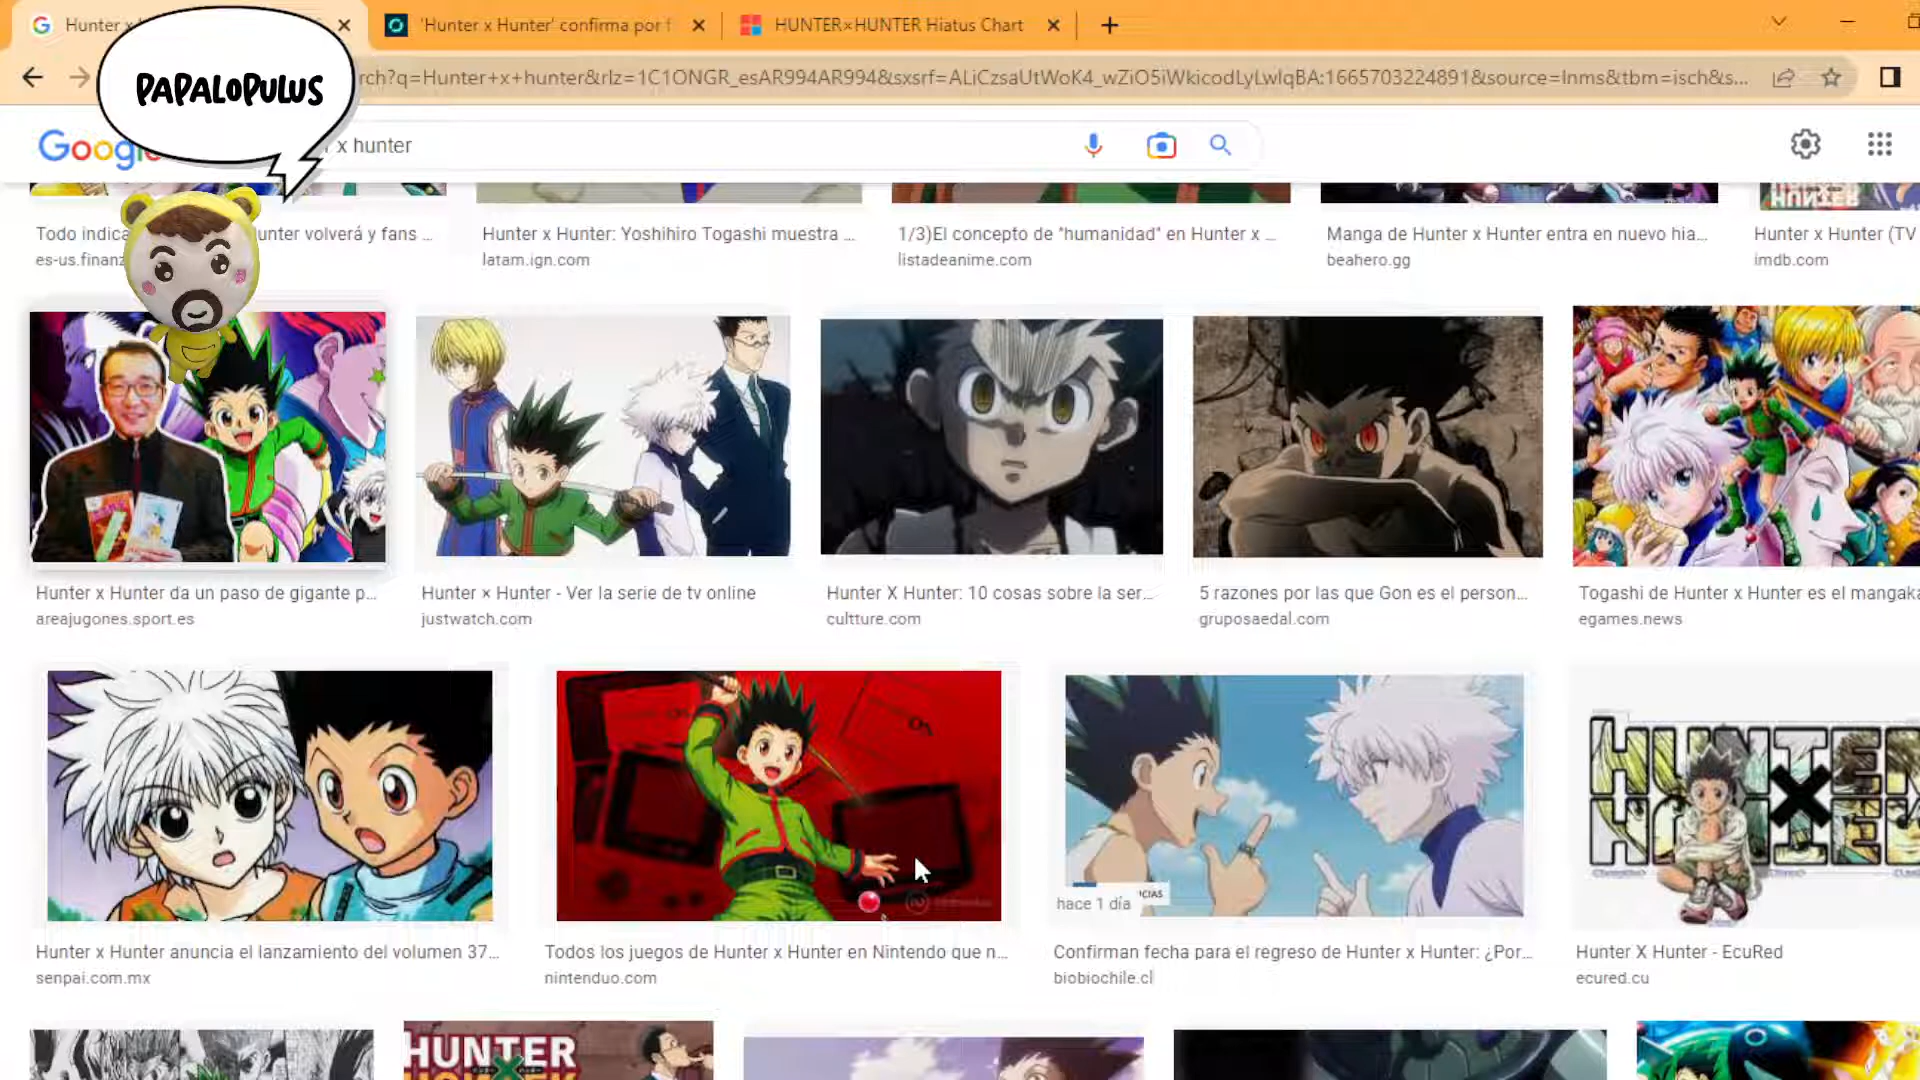 Hunter x
'Hunter x Hunter' confirma por f
HUNTER×HUNTER Hiatus Chart
PAPALOPULUS
rch?q=Hunter+x+hunter&rlz=1C1ONGR_esAR994AR994&sxsrf=ALiCzsaUtWoK4_wZiO5iWkicodLyLwlqBA:1665703224891&source=lnms&tbm=isch&s...
Google
r x hunter
HUNTER
Todo indica
Hunter volverá y fans ...
es-us.finanz
Hunter x Hunter: Yoshihiro Togashi muestra ...
latam.ign.com
1/3)El concepto de "humanidad" en Hunter x ...
listadeanime.com
Manga de Hunter x Hunter entra en nuevo hia...
beahero.gg
Hunter x Hunter (TV
imdb.com
Hunter x Hunter da un paso de gigante p...
areajugones.sport.es
Hunter × Hunter - Ver la serie de tv online
justwatch.com
Hunter X Hunter: 10 cosas sobre la ser...
cultture.com
5 razones por las que Gon es el person...
gruposaedal.com
Togashi de Hunter x Hunter es el mangaka
egames.news
HUNTER
HUNTER
CIAS
hace 1 día
Hunter x Hunter anuncia el lanzamiento del volumen 37...
senpai.com.mx
Todos los juegos de Hunter x Hunter en Nintendo que n...
nintenduo.com
Confirman fecha para el regreso de Hunter x Hunter: ¿Por...
biobiochile.cl
Hunter X Hunter - EcuRed
ecured.cu
HUNTER